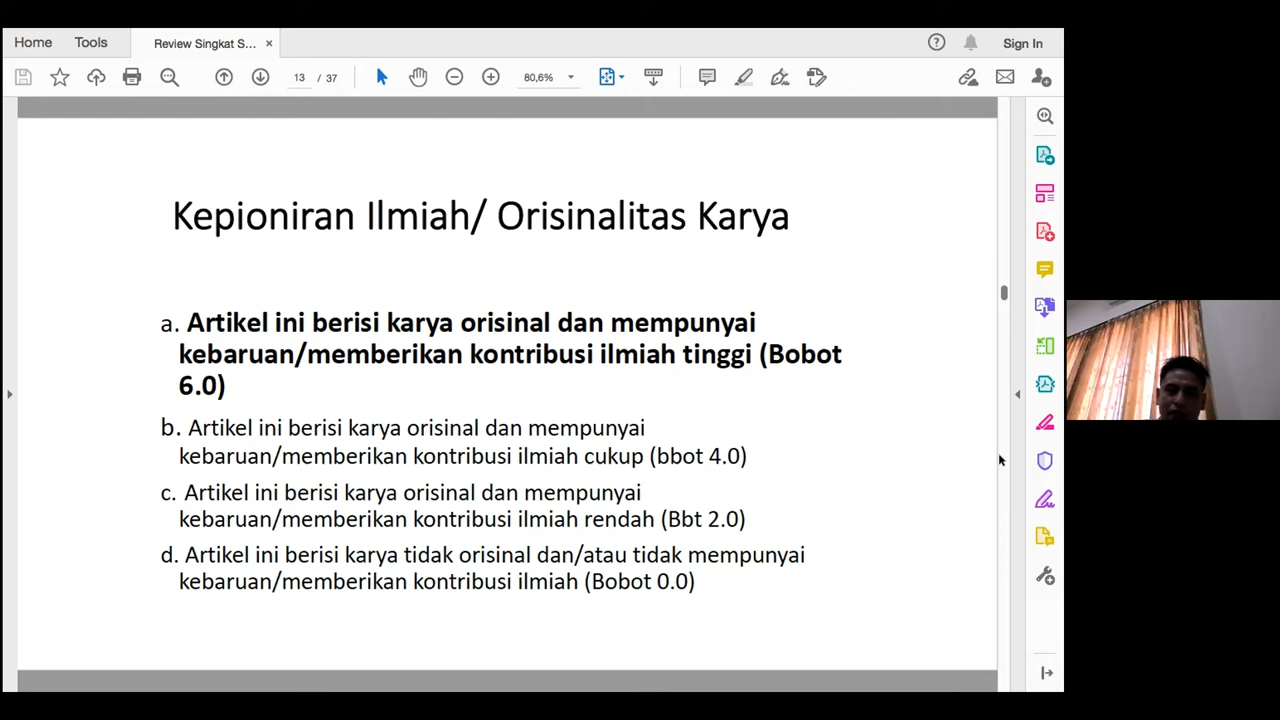 Home Tools Review Singkat S... × Sign In
13 / 37 80,6%
Kepioniran Ilmiah/ Orisinalitas Karya
a. Artikel ini berisi karya orisinal dan mempunyai
kebaruan/memberikan kontribusi ilmiah tinggi (Bobot
6.0)
b. Artikel ini berisi karya orisinal dan mempunyai
kebaruan/memberikan kontribusi ilmiah cukup (bbot 4.0)
c. Artikel ini berisi karya orisinal dan mempunyai
kebaruan/memberikan kontribusi ilmiah rendah (Bbt 2.0)
d. Artikel ini berisi karya tidak orisinal dan/atau tidak mempunyai
kebaruan/memberikan kontribusi ilmiah (Bobot 0.0)